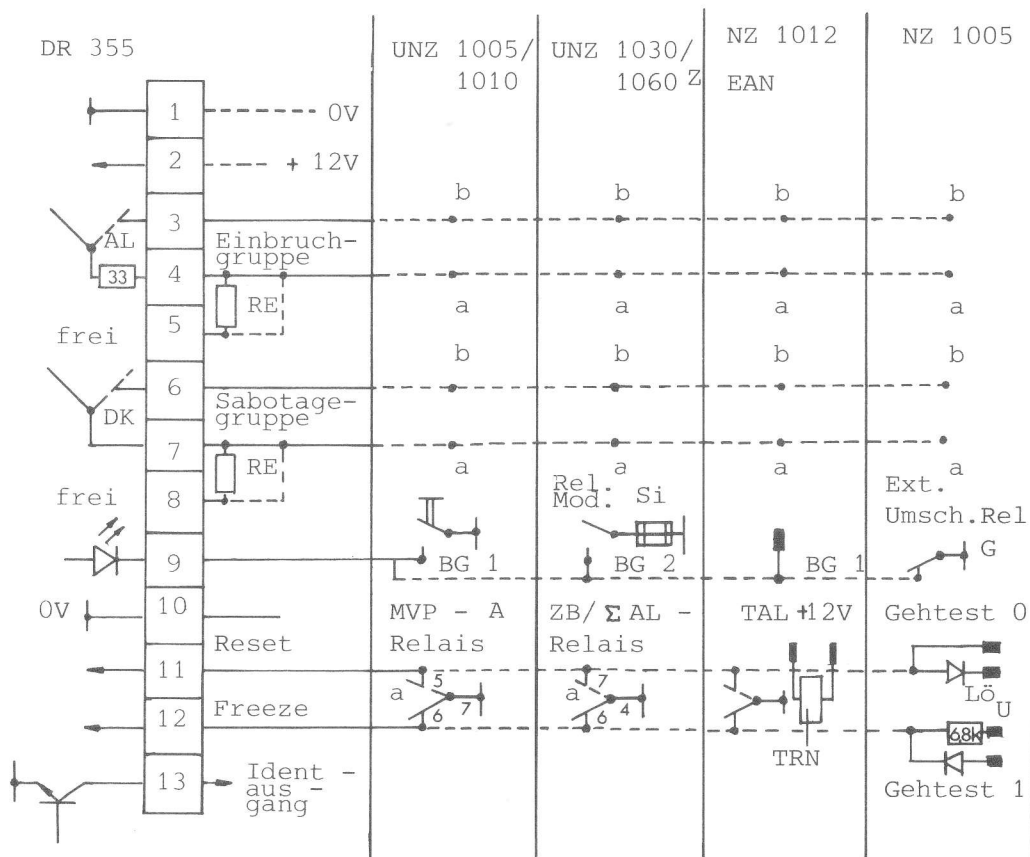 DR 355
UNZ 1005/
1010
UNZ 1030/
1060 Z
NZ 1012
EAN
NZ 1005
1
0V
2
+ 12V
3
b
b
b
b
AL
Einbruch-
gruppe
33
4
RE
a
a
a
a
5
frei
b
b
b
b
6
DK
Sabotage-
gruppe
7
RE
a
a
a
a
8
frei
Rel.
Mod.
Si
Ext.
Umsch.Rel
9
BG 1
BG 2
BG 1
G
0V
10
MVP - A
Relais
ZB/ΣAL -
Relais
TAL +12V
Gehtest 0
Reset
11
a
5
6
7
a
7
6
4
Lö
U
12
Freeze
68k
TRN
13
Ident -
aus -
gang
Gehtest 1